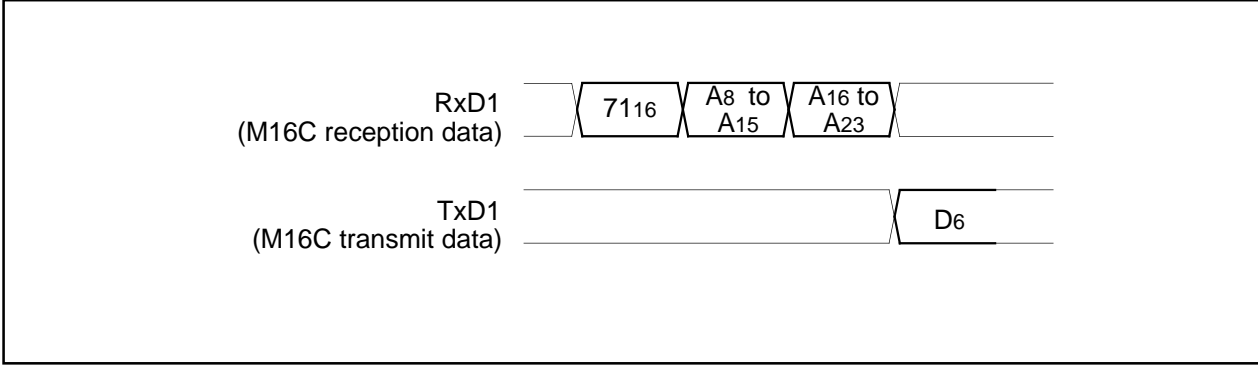 RxD1
(M16C reception data)
7116
A8 to
A15
A16 to
A23
TxD1
(M16C transmit data)
D6